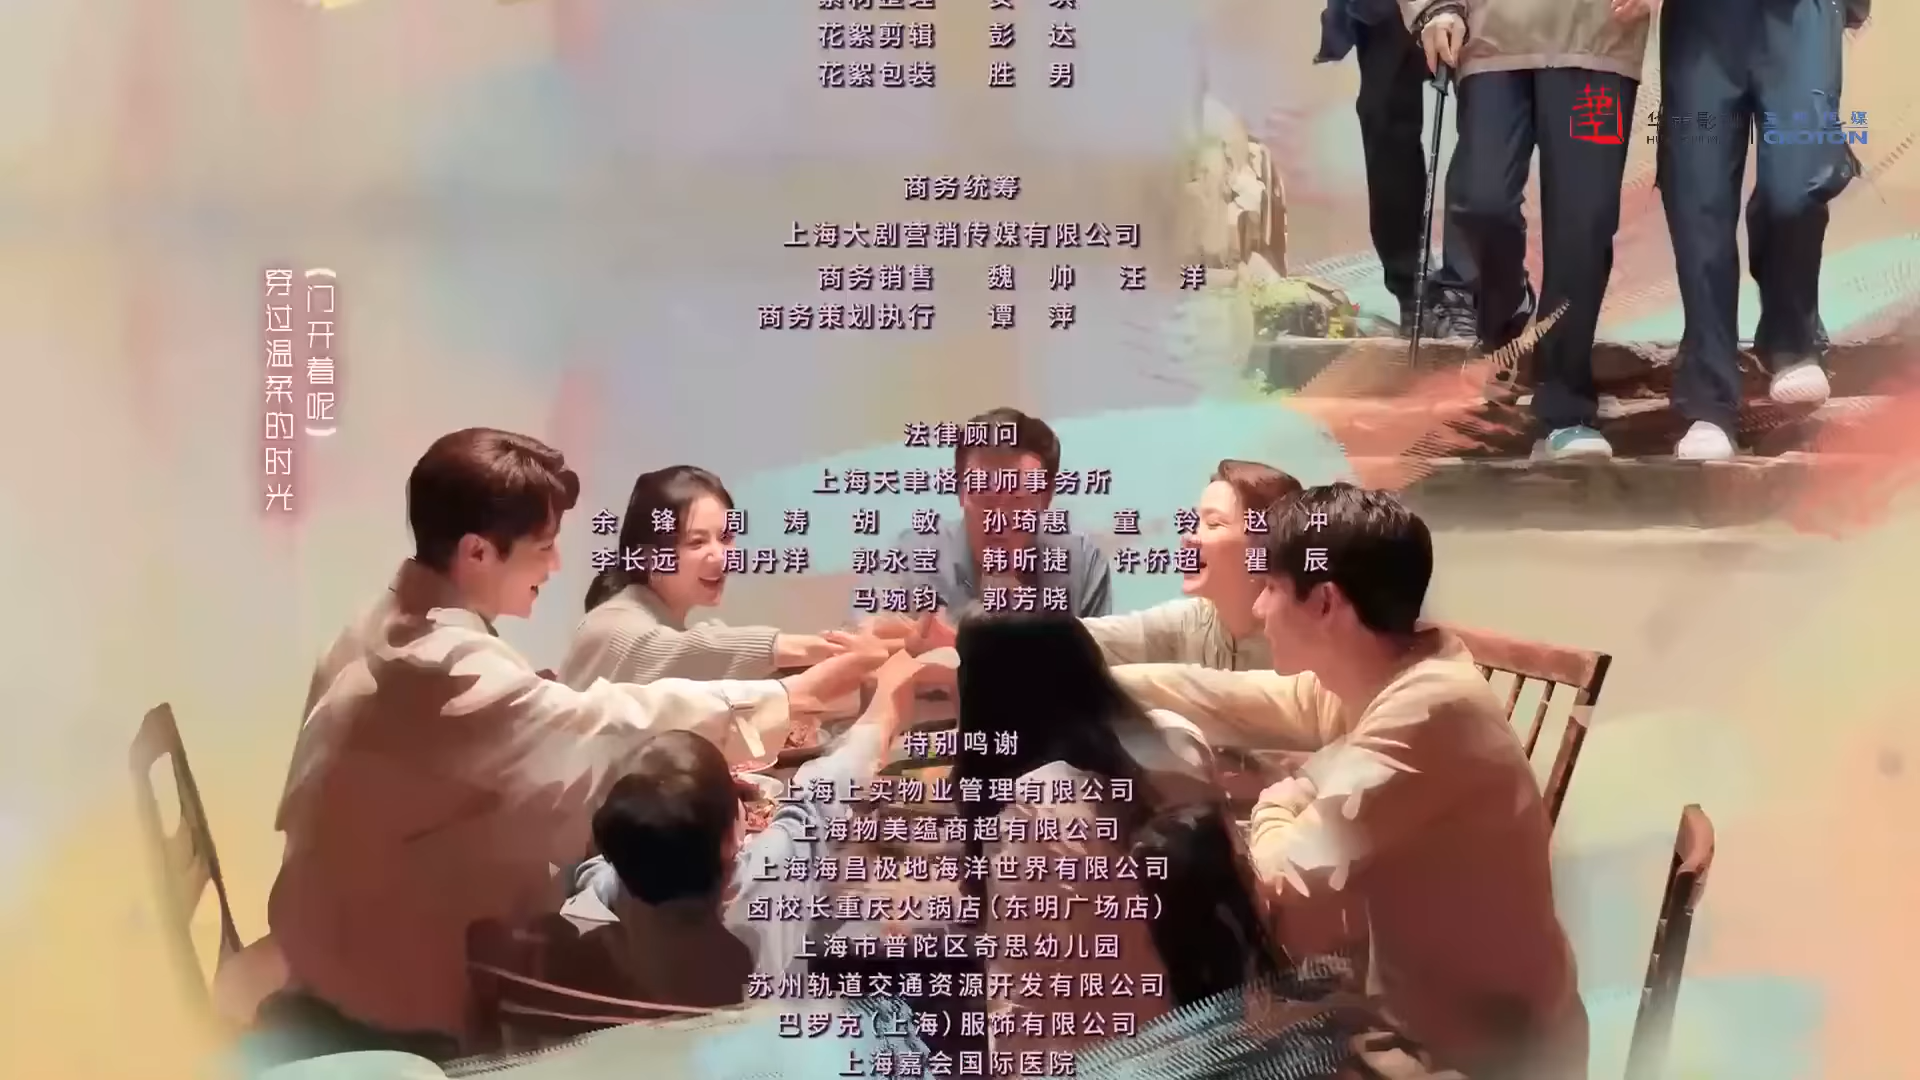 花絮剪辑 彭 达
花絮包装 胜 男
商务统筹
上海大剧营销传媒有限公司
商务销售 魏 帅 汪 洋
商务策划执行 谭 萍
(门开着呢)
穿过温柔的时光
法律顾问
上海天聿格律师事务所
余 锋 周 涛 胡 敏 孙琦惠 童 铃 赵 冲
李长远 周丹洋 郭永莹 韩昕捷 许侨超 瞿 辰
马琬钧 郭芳晓
特别鸣谢
上海上实物业管理有限公司
上海物美蕴商超有限公司
上海海昌极地海洋世界有限公司
卤校长重庆火锅店(东明广场店)
上海市普陀区奇思幼儿园
苏州轨道交通资源开发有限公司
巴罗克(上海)服饰有限公司
上海嘉会国际医院